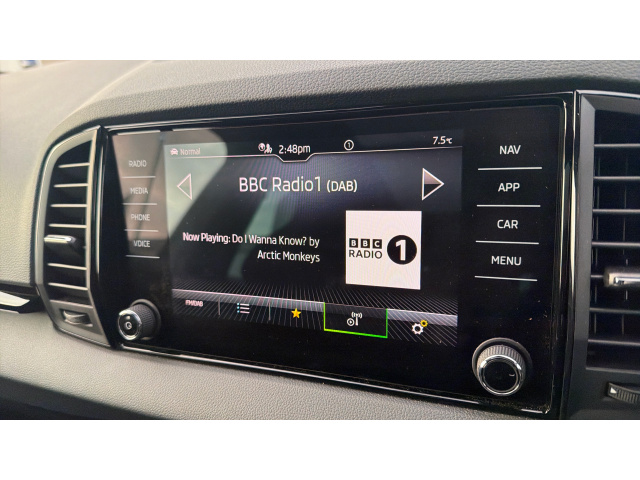 Normal
2:48pm
1
7.5°C
RADIO
MEDIA
PHONE
VOICE
BBC Radio1 (DAB)
Now Playing: Do I Wanna Know? by
Arctic Monkeys
BBC
RADIO 1
FM/DAB
NAV
APP
CAR
MENU